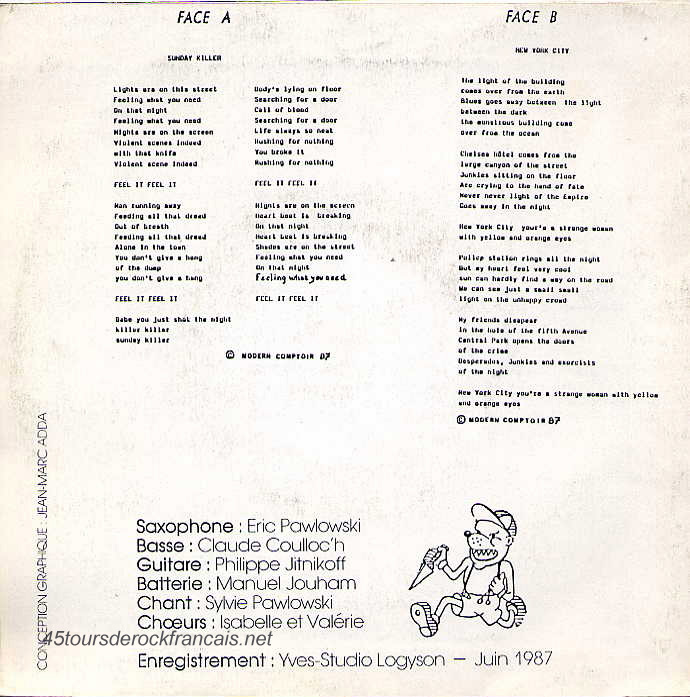 FACE A
SUNDAY KILLER
Lights are on this street
Feeling what you need
On that night
Feeling what you need
Nights are on the screen
Violent scenes indeed
with that knife
Violent scene indeed
FEEL IT FEEL IT
Man running away
Feeding all that dread
Out of breath
Feeding all that dread
Alone in the town
You don't give a hang
of the dump
you don't give a hang
FEEL IT FEEL IT
Babe you just shot the night
killer killer
sunday killer
Body's lying on floor
Searching for a door
Call of blood
Searching for a door
Life always so neat
Rushing for nothing
You broke it
Rushing for nothing
FEEL IT FEEL IT
Nights are on the screen
Heart beat is breaking
On that night
Heart beat is breaking
Shades are on the street
Feeling what you need
On that night
Feeling what you need
FEEL IT FEEL IT
© MODERN COMPTOIR 87
FACE B
NEW YORK CITY
The light of the building
comes over from the earth
Blues goes away between the light
between the dark
the monstrous building come
over from the ocean
Chelsea hôtel comes from the
large canyon of the street
Junkies sitting on the floor
Are crying to the hand of fate
Never never light of the Empire
Goes away in the night
New York City your's a strange woman
with yellow and orange eyes
Police station rings all the night
But my heart feel very cool
sun can hardly find a way on the road
We can see just a small small
light on the unhappy crowd
My friends disapear
in the hole of the fifth Avenue
Central Park opens the doors
of the crime
Desperados, Junkies and exorcists
of the night
New York City you're a strange woman with yellow
and orange eyes
© MODERN COMPTOIR 87
CONCEPTION GRAPHIQUE : JEAN-MARC ADDA
Saxophone : Eric Pawlowski
Basse : Claude Coulloc'h
Guitare : Philippe Jitnikoff
Batterie : Manuel Jouham
Chant : Sylvie Pawlowski
Chœurs : Isabelle et Valérie
45toursderockfrancais.net
Enregistrement : Yves-Studio Logyson – Juin 1987